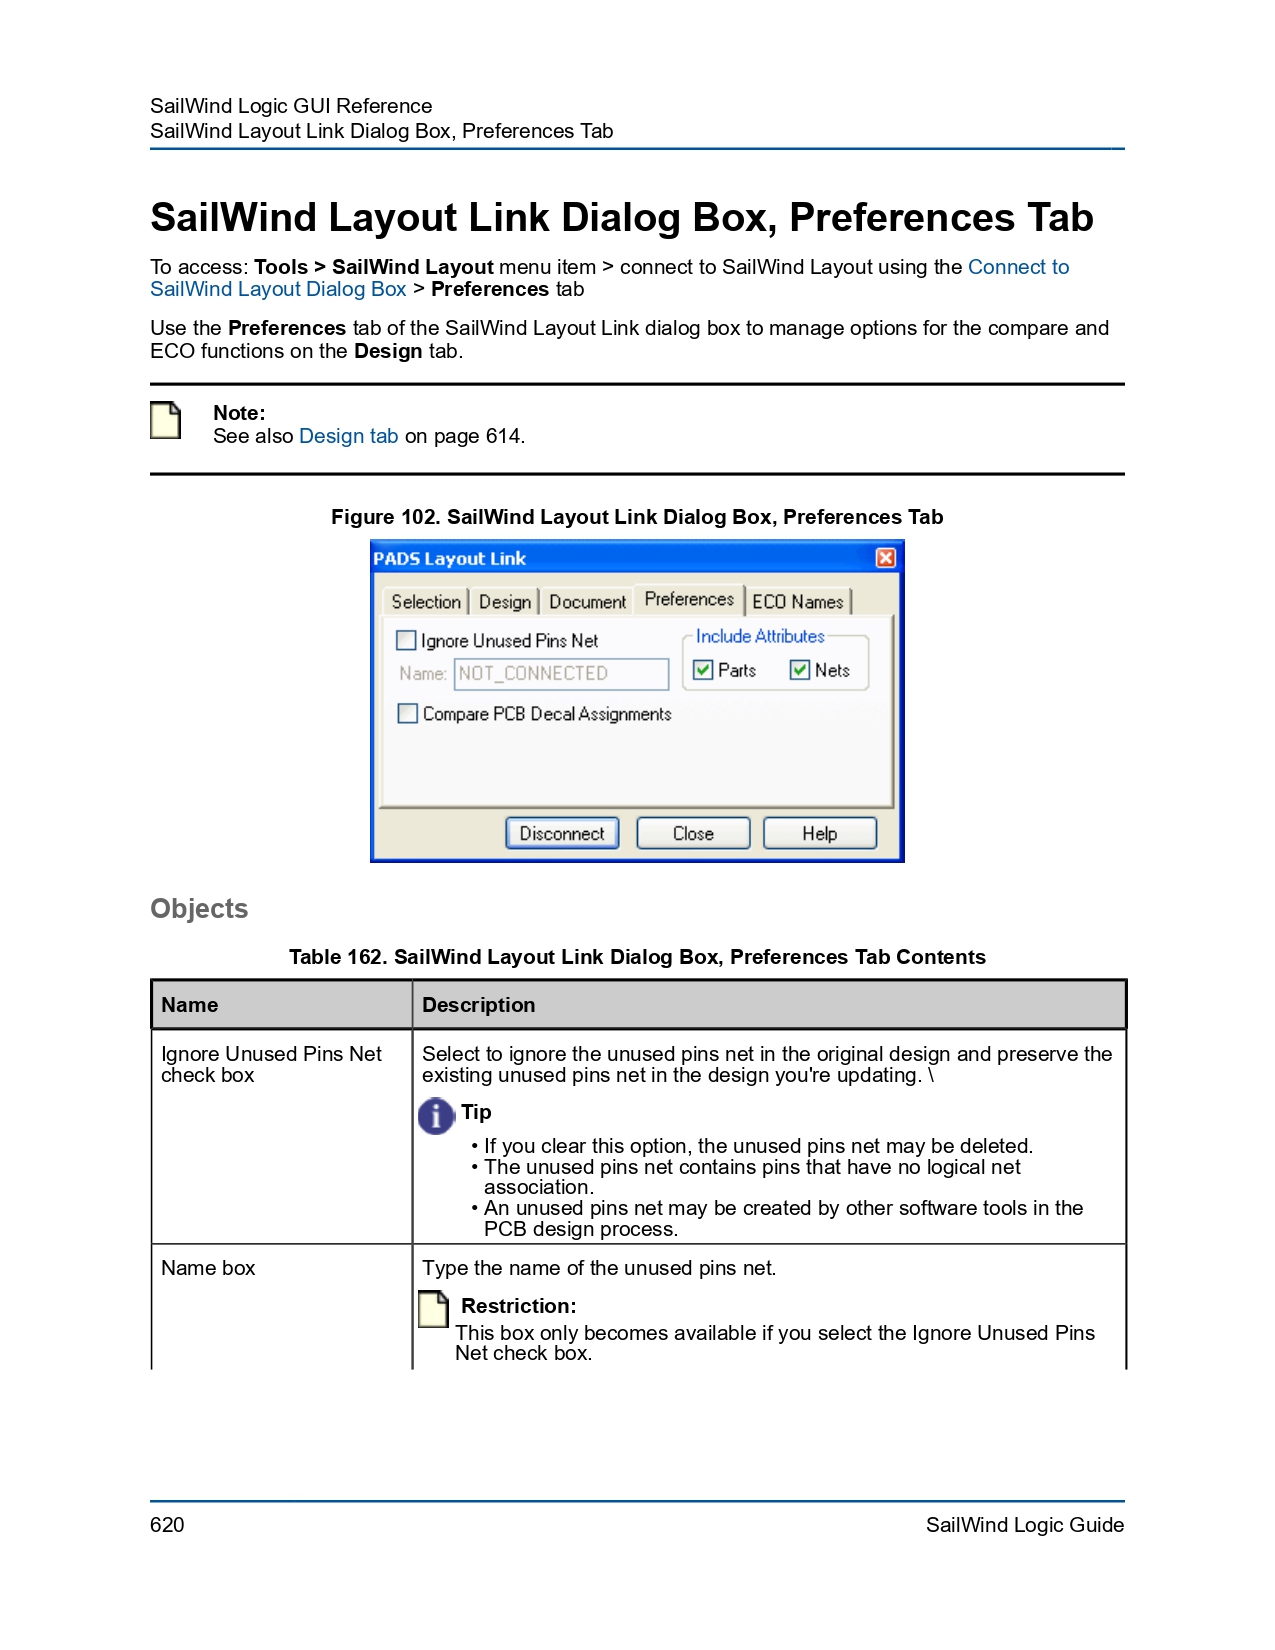 SailWind Logic GUI Reference
SailWind Layout Link Dialog Box, Preferences Tab
SailWind Layout Link Dialog Box, Preferences Tab
To access: Tools > SailWind Layout menu item > connect to SailWind Layout using the Connect to
SailWind Layout Dialog Box > Preferences tab
Use the Preferences tab of the SailWind Layout Link dialog box to manage options for the compare and
ECO functions on the Design tab.
Note:
See also Design tab on page 614.
Figure 102. SailWind Layout Link Dialog Box, Preferences Tab
PADS Layout Link
Selection Design Document Preferences ECO Names
Ignore Unused Pins Net
Include Attributes
Name: NOT_CONNECTED
Parts Nets
Compare PCB Decal Assignments
Disconnect Close Help
Objects
Table 162. SailWind Layout Link Dialog Box, Preferences Tab Contents
Name Description
Ignore Unused Pins Net
check box
Select to ignore the unused pins net in the original design and preserve the
existing unused pins net in the design you're updating. \
i Tip
• If you clear this option, the unused pins net may be deleted.
• The unused pins net contains pins that have no logical net
association.
• An unused pins net may be created by other software tools in the
PCB design process.
Name box
Type the name of the unused pins net.
Restriction:
This box only becomes available if you select the Ignore Unused Pins
Net check box.
620
SailWind Logic Guide